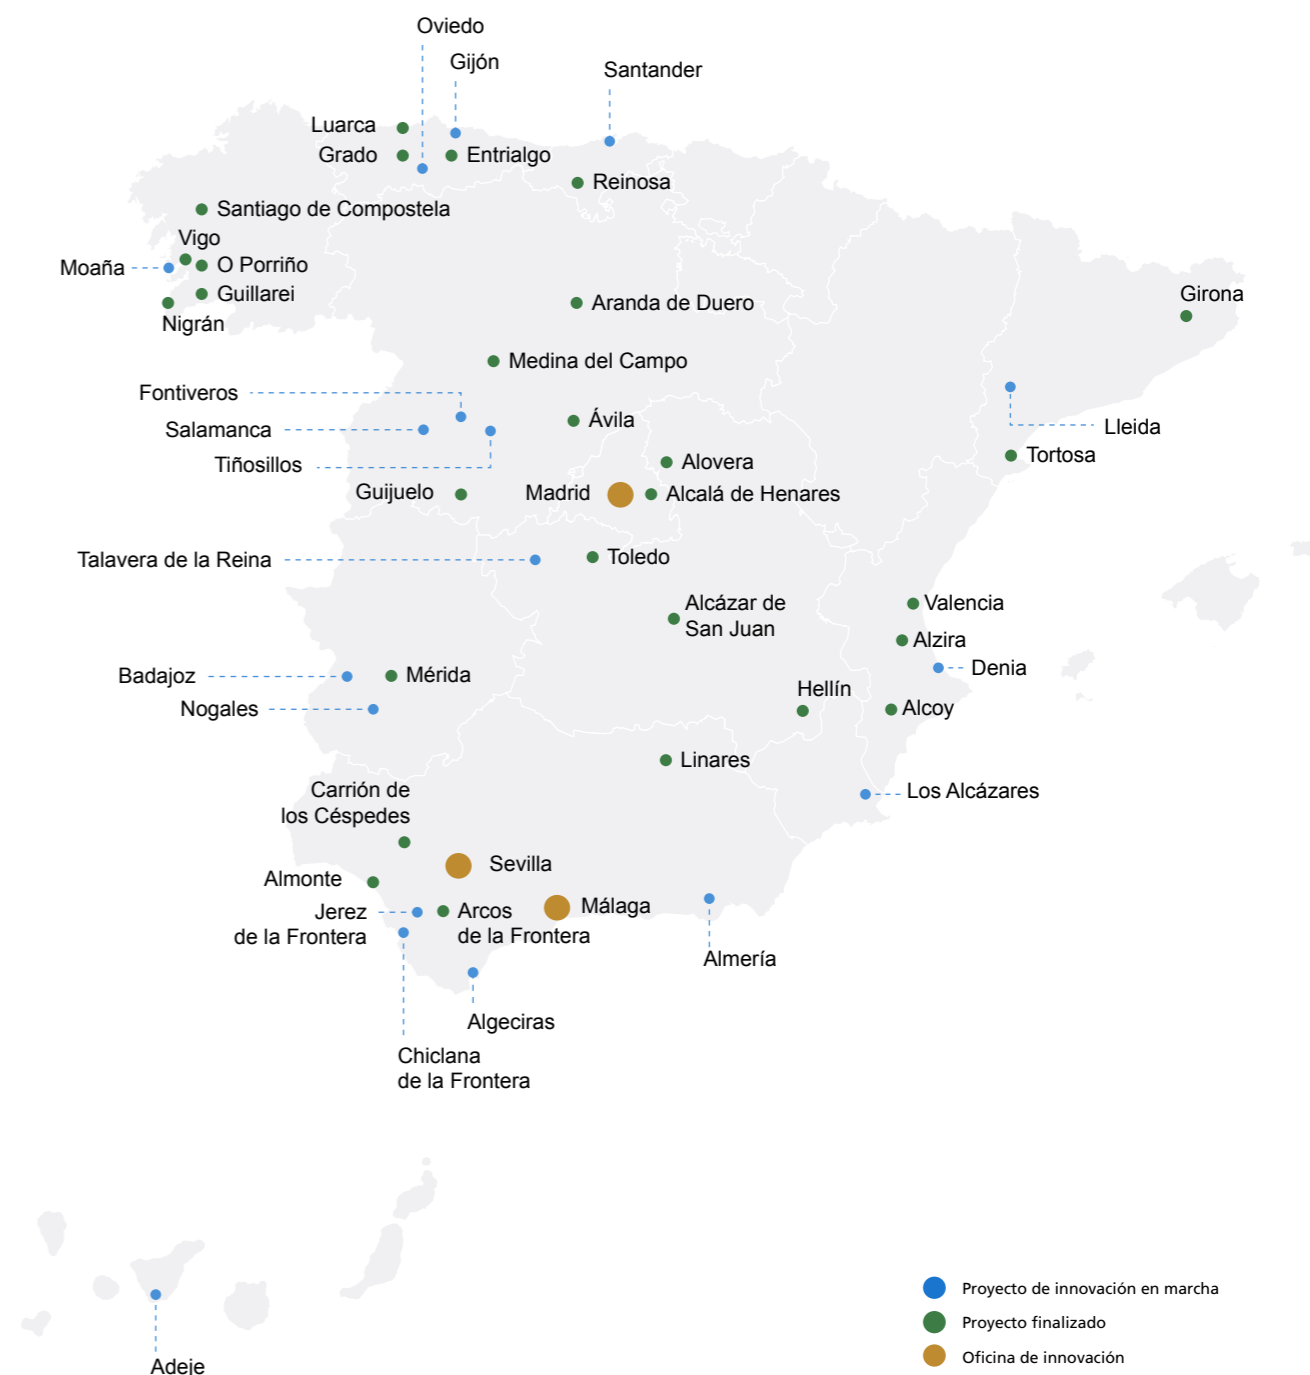 Oviedo
Gijón
Santander
Luarca
Grado
Entrialgo
Reinosa
Santiago de Compostela
Vigo
Moaña
O Porriño
Guillarei
Nigrán
Aranda de Duero
Girona
Medina del Campo
Fontiveros
Ávila
Salamanca
Lleida
Tiñosillos
Tortosa
Alovera
Guijuelo
Madrid
Alcalá de Henares
Talavera de la Reina
Toledo
Alcázar de
San Juan
Valencia
Alzira
Denia
Badajoz
Mérida
Nogales
Hellín
Alcoy
Linares
Carrión de
los Céspedes
Los Alcázares
Sevilla
Almonte
Málaga
Jerez
de la Frontera
Arcos
de la Frontera
Almería
Algeciras
Chiclana
de la Frontera
Adeje
Proyecto de innovación en marcha
Proyecto finalizado
Oficina de innovación